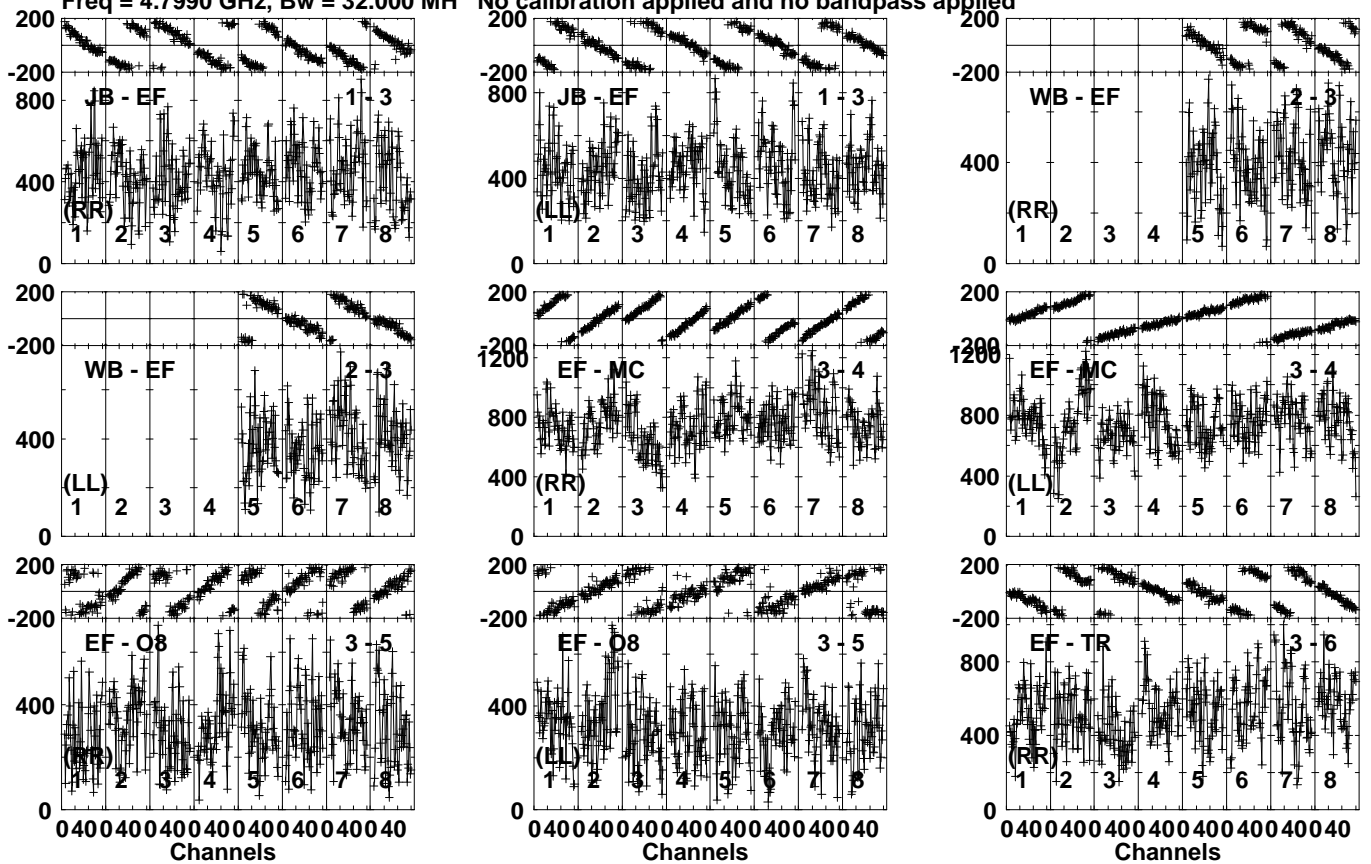 Freq = 4.7990 GHz, Bw = 32.000 MH No calibration applied and no bandpass applied
200
-200
800
400
0
JB - EF 1 - 3
(RR)
1 2 3 4 5 6 7 8
200
-200
800
400
0
JB - EF 1 - 3
(LL)
1 2 3 4 5 6 7 8
200
-200
400
0
WB - EF 2 - 3
(RR)
1 2 3 4 5 6 7 8
200
-200
400
0
WB - EF 2 - 3
(LL)
1 2 3 4 5 6 7 8
200
-200
1200
800
400
0
EF - MC 3 - 4
(RR)
1 2 3 4 5 6 7 8
200
-200
1200
800
400
0
EF - MC 3 - 4
(LL)
1 2 3 4 5 6 7 8
200
-200
400
0
EF - O8 3 - 5
(RR)
1 2 3 4 5 6 7 8
0 40 0 40 0 40 0 40 0 40 0 40 0 40 0 40
Channels
200
-200
400
0
EF - O8 3 - 5
(LL)
1 2 3 4 5 6 7 8
0 40 0 40 0 40 0 40 0 40 0 40 0 40 0 40
Channels
200
-200
800
400
0
EF - TR 3 - 6
(RR)
1 2 3 4 5 6 7 8
0 40 0 40 0 40 0 40 0 40 0 40 0 40 0 40
Channels